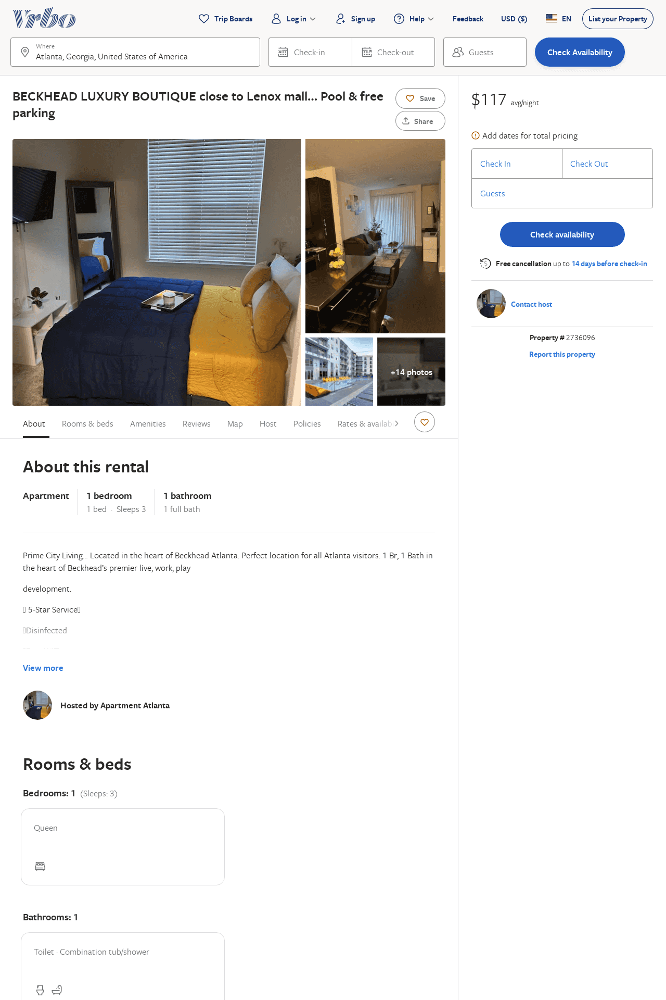 Vrbo
Trip Boards
Log in
Sign up
Help
Feedback
USD ($)
EN
List your Property
Where
Atlanta, Georgia, United States of America
Check-in
Check-out
Guests
Check Availability
BECKHEAD LUXURY BOUTIQUE close to Lenox mall... Pool & free
parking
Save
Share
+14 photos
$117 avg/night
Add dates for total pricing
Check In
Check Out
Guests
Check availability
Free cancellation up to 14 days before check-in
Contact host
Property # 2736096
Report this property
About
Rooms & beds
Amenities
Reviews
Map
Host
Policies
Rates & availabi
About this rental
Apartment
1 bedroom
1 bed · Sleeps 3
1 bathroom
1 full bath
Prime City Living... Located in the heart of Beckhead Atlanta. Perfect location for all Atlanta visitors. 1 Br, 1 Bath in
the heart of Beckhead’s premier live, work, play
development.
5-Star Service
Disinfected
View more
Hosted by Apartment Atlanta
Rooms & beds
Bedrooms: 1 (Sleeps: 3)
Queen
Bathrooms: 1
Toilet · Combination tub/shower